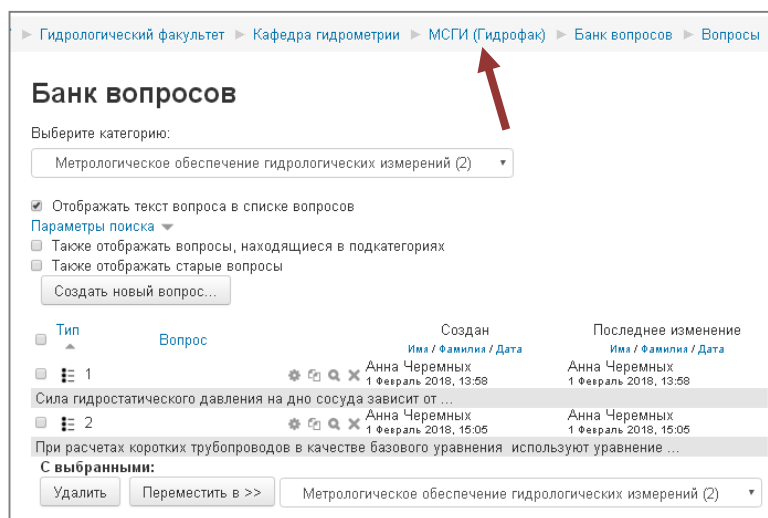 Гидрологический факультет ▶ Кафедра гидрометрии ▶ МСГИ (Гидрофак) ▶ Банк вопросов ▶ Вопросы
Банк вопросов
Выберите категорию:
Метрологическое обеспечение гидрологических измерений (2)
Отображать текст вопроса в списке вопросов
Параметры поиска
Также отображать вопросы, находящиеся в подкатегориях
Также отображать старые вопросы
Создать новый вопрос...
Тип Вопрос Создан Последнее изменение
Имя / Фамилия / Дата Имя / Фамилия / Дата
1 Анна Черемных Анна Черемных
1 Февраль 2018, 13:58 1 Февраль 2018, 13:58
Сила гидростатического давления на дно сосуда зависит от ...
2 Анна Черемных Анна Черемных
1 Февраль 2018, 15:05 1 Февраль 2018, 15:05
При расчетах коротких трубопроводов в качестве базового уравнения используют уравнение ...
С выбранными:
Удалить Переместить в >> Метрологическое обеспечение гидрологических измерений (2)